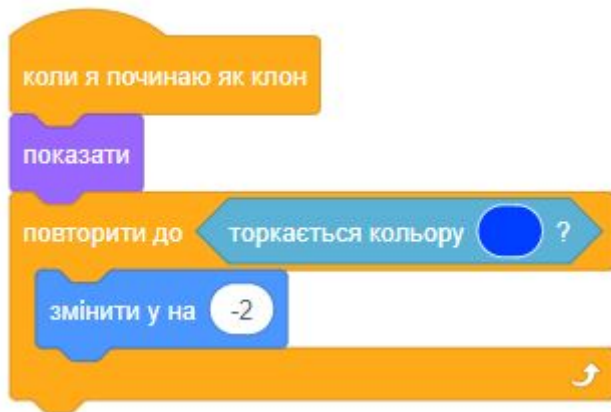 коли я починаю як клон
показати
повторити до торкається кольору ?
змінити y на -2